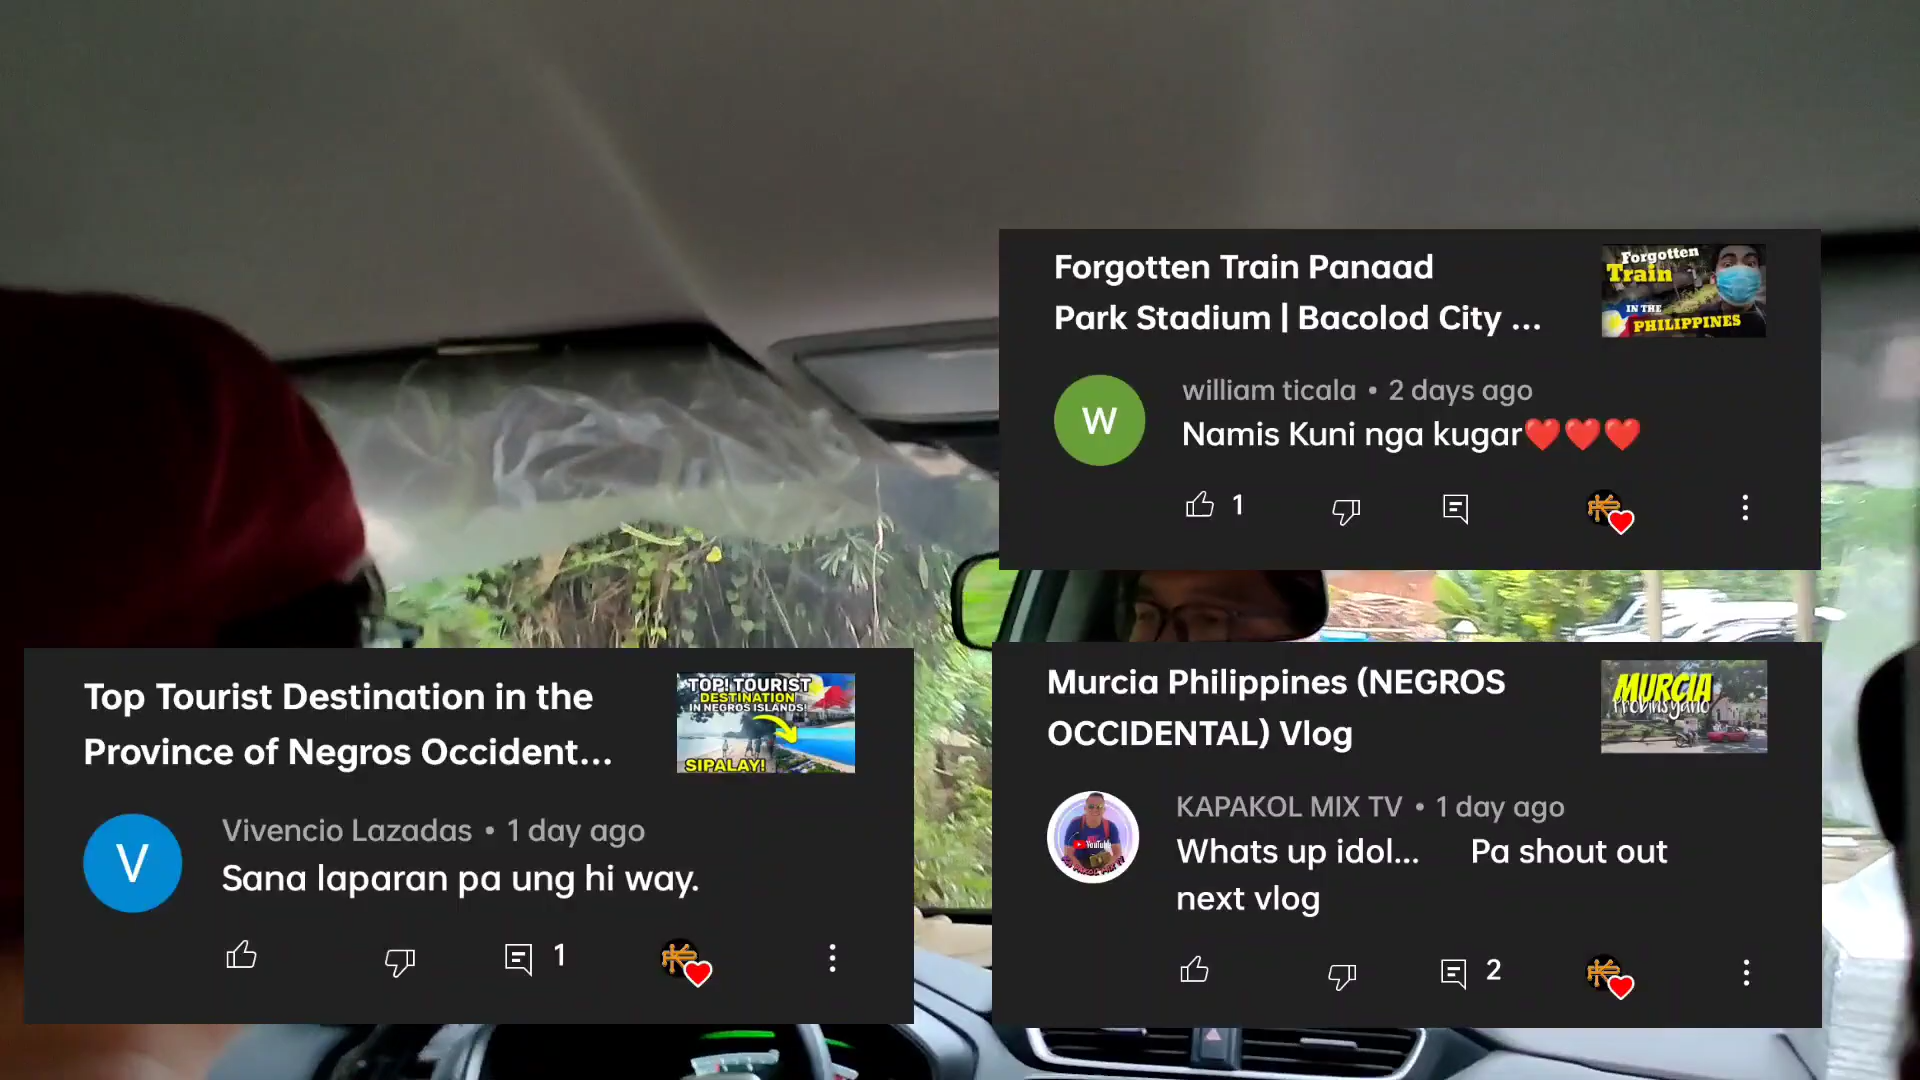 Forgotten Train Panaad
Park Stadium | Bacolod City ...
Forgotten
Train
IN THE
PHILIPPINES
W
william ticala • 2 days ago
Namis Kuni nga kugar❤️❤️❤️
1
Top Tourist Destination in the
Province of Negros Occident...
TOP! TOURIST
DESTINATION
IN NEGROS ISLANDS!
SIPALAY!
V
Vivencio Lazadas • 1 day ago
Sana laparan pa ung hi way.
1
Murcia Philippines (NEGROS
OCCIDENTAL) Vlog
MURCIA
Provinsyano
YouTube
KAPAKOL MIX TV • 1 day ago
Whats up idol... Pa shout out
next vlog
2